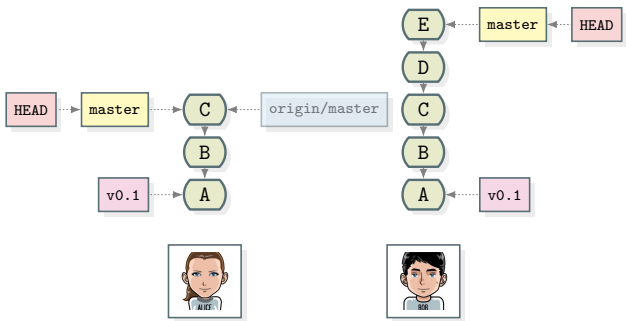 E master HEAD
D
HEAD master C origin/master C
B B
v0.1 A A v0.1
ALICE BOB